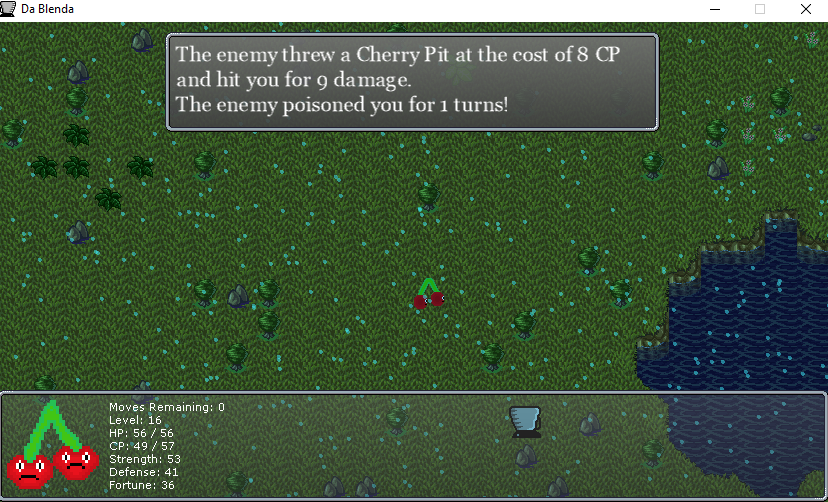 Da Blenda
The enemy threw a Cherry Pit at the cost of 8 CP
and hit you for 9 damage.
The enemy poisoned you for 1 turns!
Moves Remaining: 0
Level: 16
HP: 56 / 56
CP: 49 / 57
Strength: 53
Defense: 41
Fortune: 36